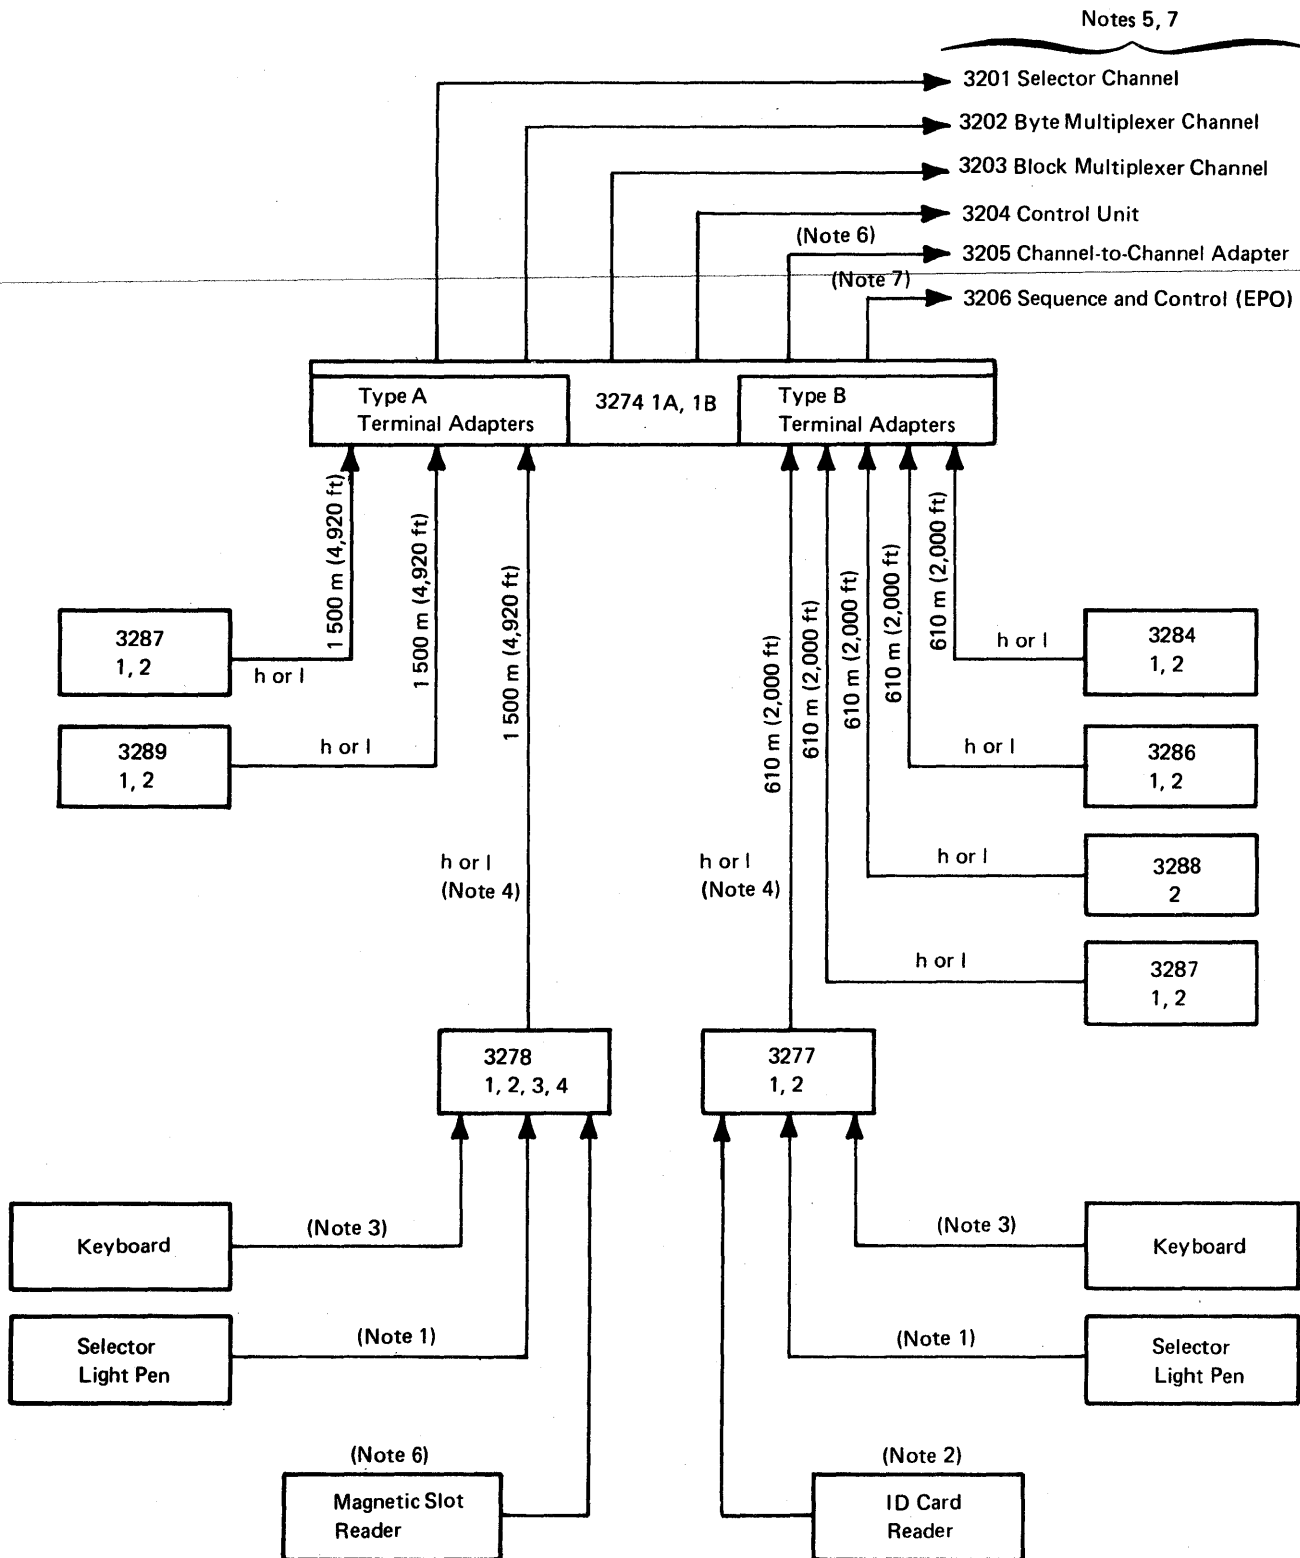 Notes 5, 7
3201 Selector Channel
3202 Byte Multiplexer Channel
3203 Block Multiplexer Channel
3204 Control Unit
(Note 6)
3205 Channel-to-Channel Adapter
(Note 7)
3206 Sequence and Control (EPO)
Type A
Terminal Adapters
3274 1A, 1B
Type B
Terminal Adapters
1 500 m (4,920 ft)
1 500 m (4,920 ft)
1 500 m (4,920 ft)
610 m (2,000 ft)
610 m (2,000 ft)
610 m (2,000 ft)
610 m (2,000 ft)
610 m (2,000 ft)
3287
1, 2
h or l
3289
1, 2
h or l
3284
1, 2
h or l
3286
1, 2
h or l
3288
2
h or l
3287
1, 2
h or l
h or l
(Note 4)
h or l
(Note 4)
3278
1, 2, 3, 4
3277
1, 2
Keyboard
(Note 3)
(Note 3)
Keyboard
Selector
Light Pen
(Note 1)
(Note 1)
Selector
Light Pen
(Note 6)
Magnetic Slot
Reader
(Note 2)
ID Card
Reader